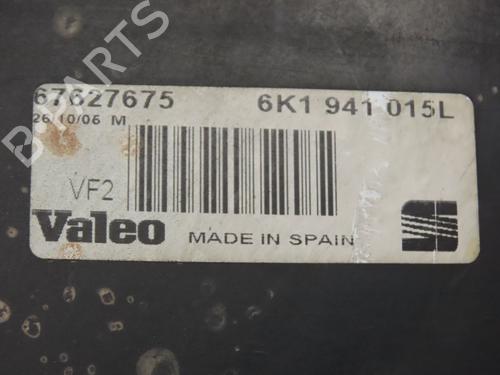 B-PARTS
67627675 6K1 941 015L
26/10/06 M
VF2
Valeo MADE IN SPAIN